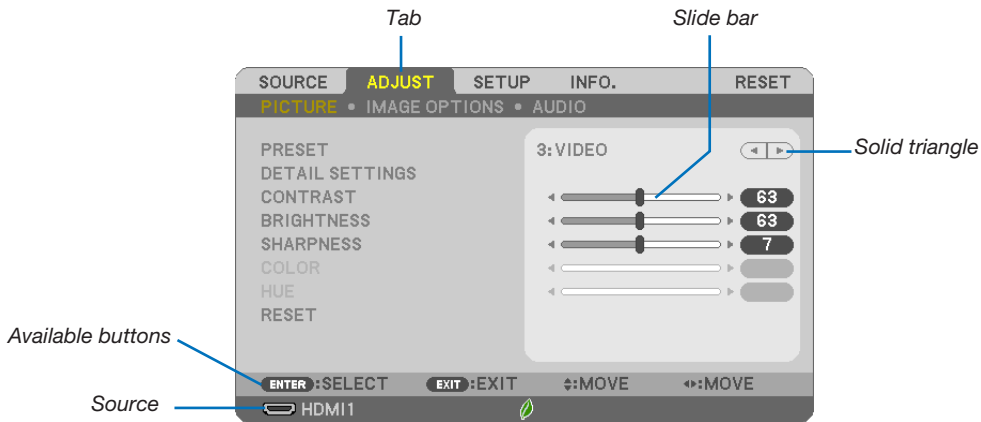 Tab
Slide bar
SOURCE ADJUST SETUP INFO. RESET
PICTURE • IMAGE OPTIONS • AUDIO
PRESET 3:VIDEO
Solid triangle
DETAIL SETTINGS
CONTRAST 63
BRIGHTNESS 63
SHARPNESS 7
COLOR
HUE
RESET
Available buttons
ENTER :SELECT EXIT :EXIT :MOVE :MOVE
Source
HDMI1